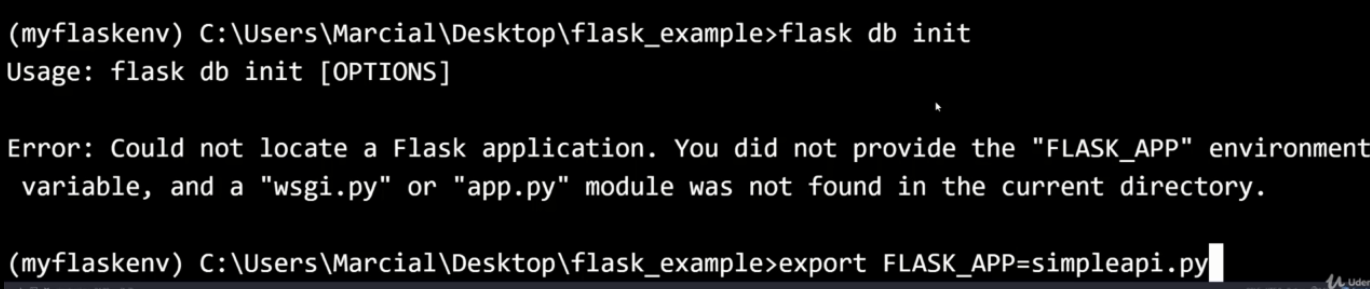 (myflaskenv) C:\Users\Marcial\Desktop\flask_example>flask db init
Usage: flask db init [OPTIONS]
Error: Could not locate a Flask application. You did not provide the "FLASK_APP" environment
variable, and a "wsgi.py" or "app.py" module was not found in the current directory.
(myflaskenv) C:\Users\Marcial\Desktop\flask_example>export FLASK_APP=simpleapi.py